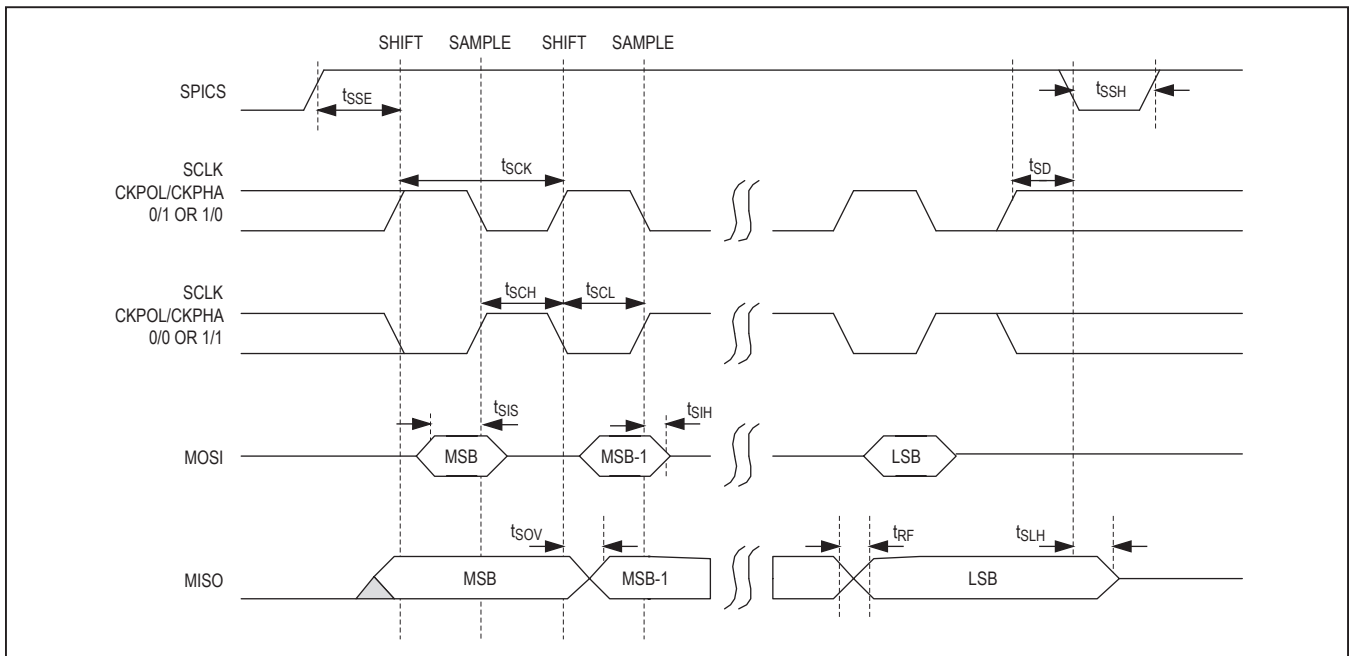 SHIFT SAMPLE SHIFT SAMPLE
SPICS
tSSE
tSSH
SCLK
CKPOL/CKPHA
0/1 OR 1/0
tSCK
tSD
SCLK
CKPOL/CKPHA
0/0 OR 1/1
tSCH
tSCL
tSIS
tSIH
MOSI
MSB
MSB-1
LSB
tSOV
tRF
tSLH
MISO
MSB
MSB-1
LSB